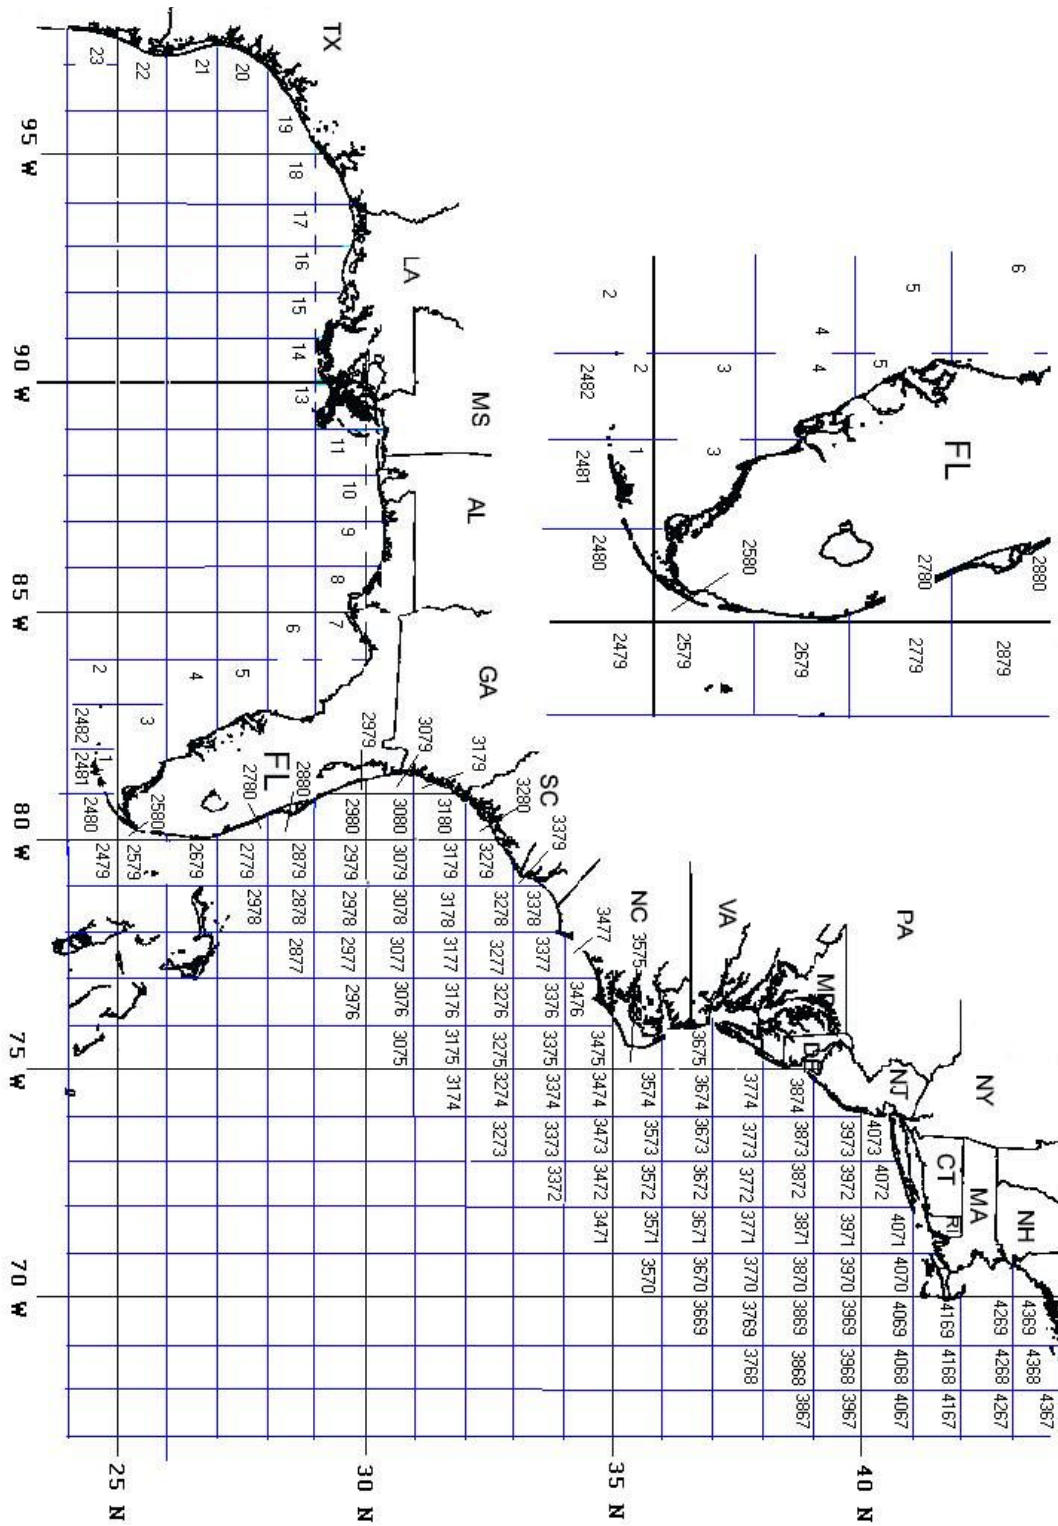 6
2880
2879
FL
5
2780
2779
5
4
4
2679
3
3
2580
2579
2
1
2
2482
2481
2480
2479
NH
4369 4368 4367
NY
MA
4269 4268 4267
CT
RI
4169 4168 4167
PA
NJ
4073 4072 4071 4070 4069 4068 4067
40 N
MD
DE
3973 3972 3971 3970 3969 3968 3967
3874 3873 3872 3871 3870 3869 3868 3867
VA
3774 3773 3772 3771 3770 3769 3768
3675 3674 3673 3672 3671 3670 3669
NC
3575
3574 3573 3572 3571 3570
35 N
3477
3476 3475 3474 3473 3472 3471
SC
3379
3378 3377 3376 3375 3374 3373 3372
3280
3279 3278 3277 3276 3275 3274 3273
GA
3179
3180 3179 3178 3177 3176 3175 3174
MS
AL
3079
3080 3079 3078 3077 3076 3075
LA
2979
2980 2979 2978 2977 2976
30 N
TX
20
19
18
17
16
15
14
13
11
10
9
8
7
6
2880
2879 2878 2877
FL
5
2780
2779 2978
21
4
2679
22
3
2580
2579
25 N
23
2
2482
1
2481
2480
2479
95 W
90 W
85 W
80 W
75 W
70 W